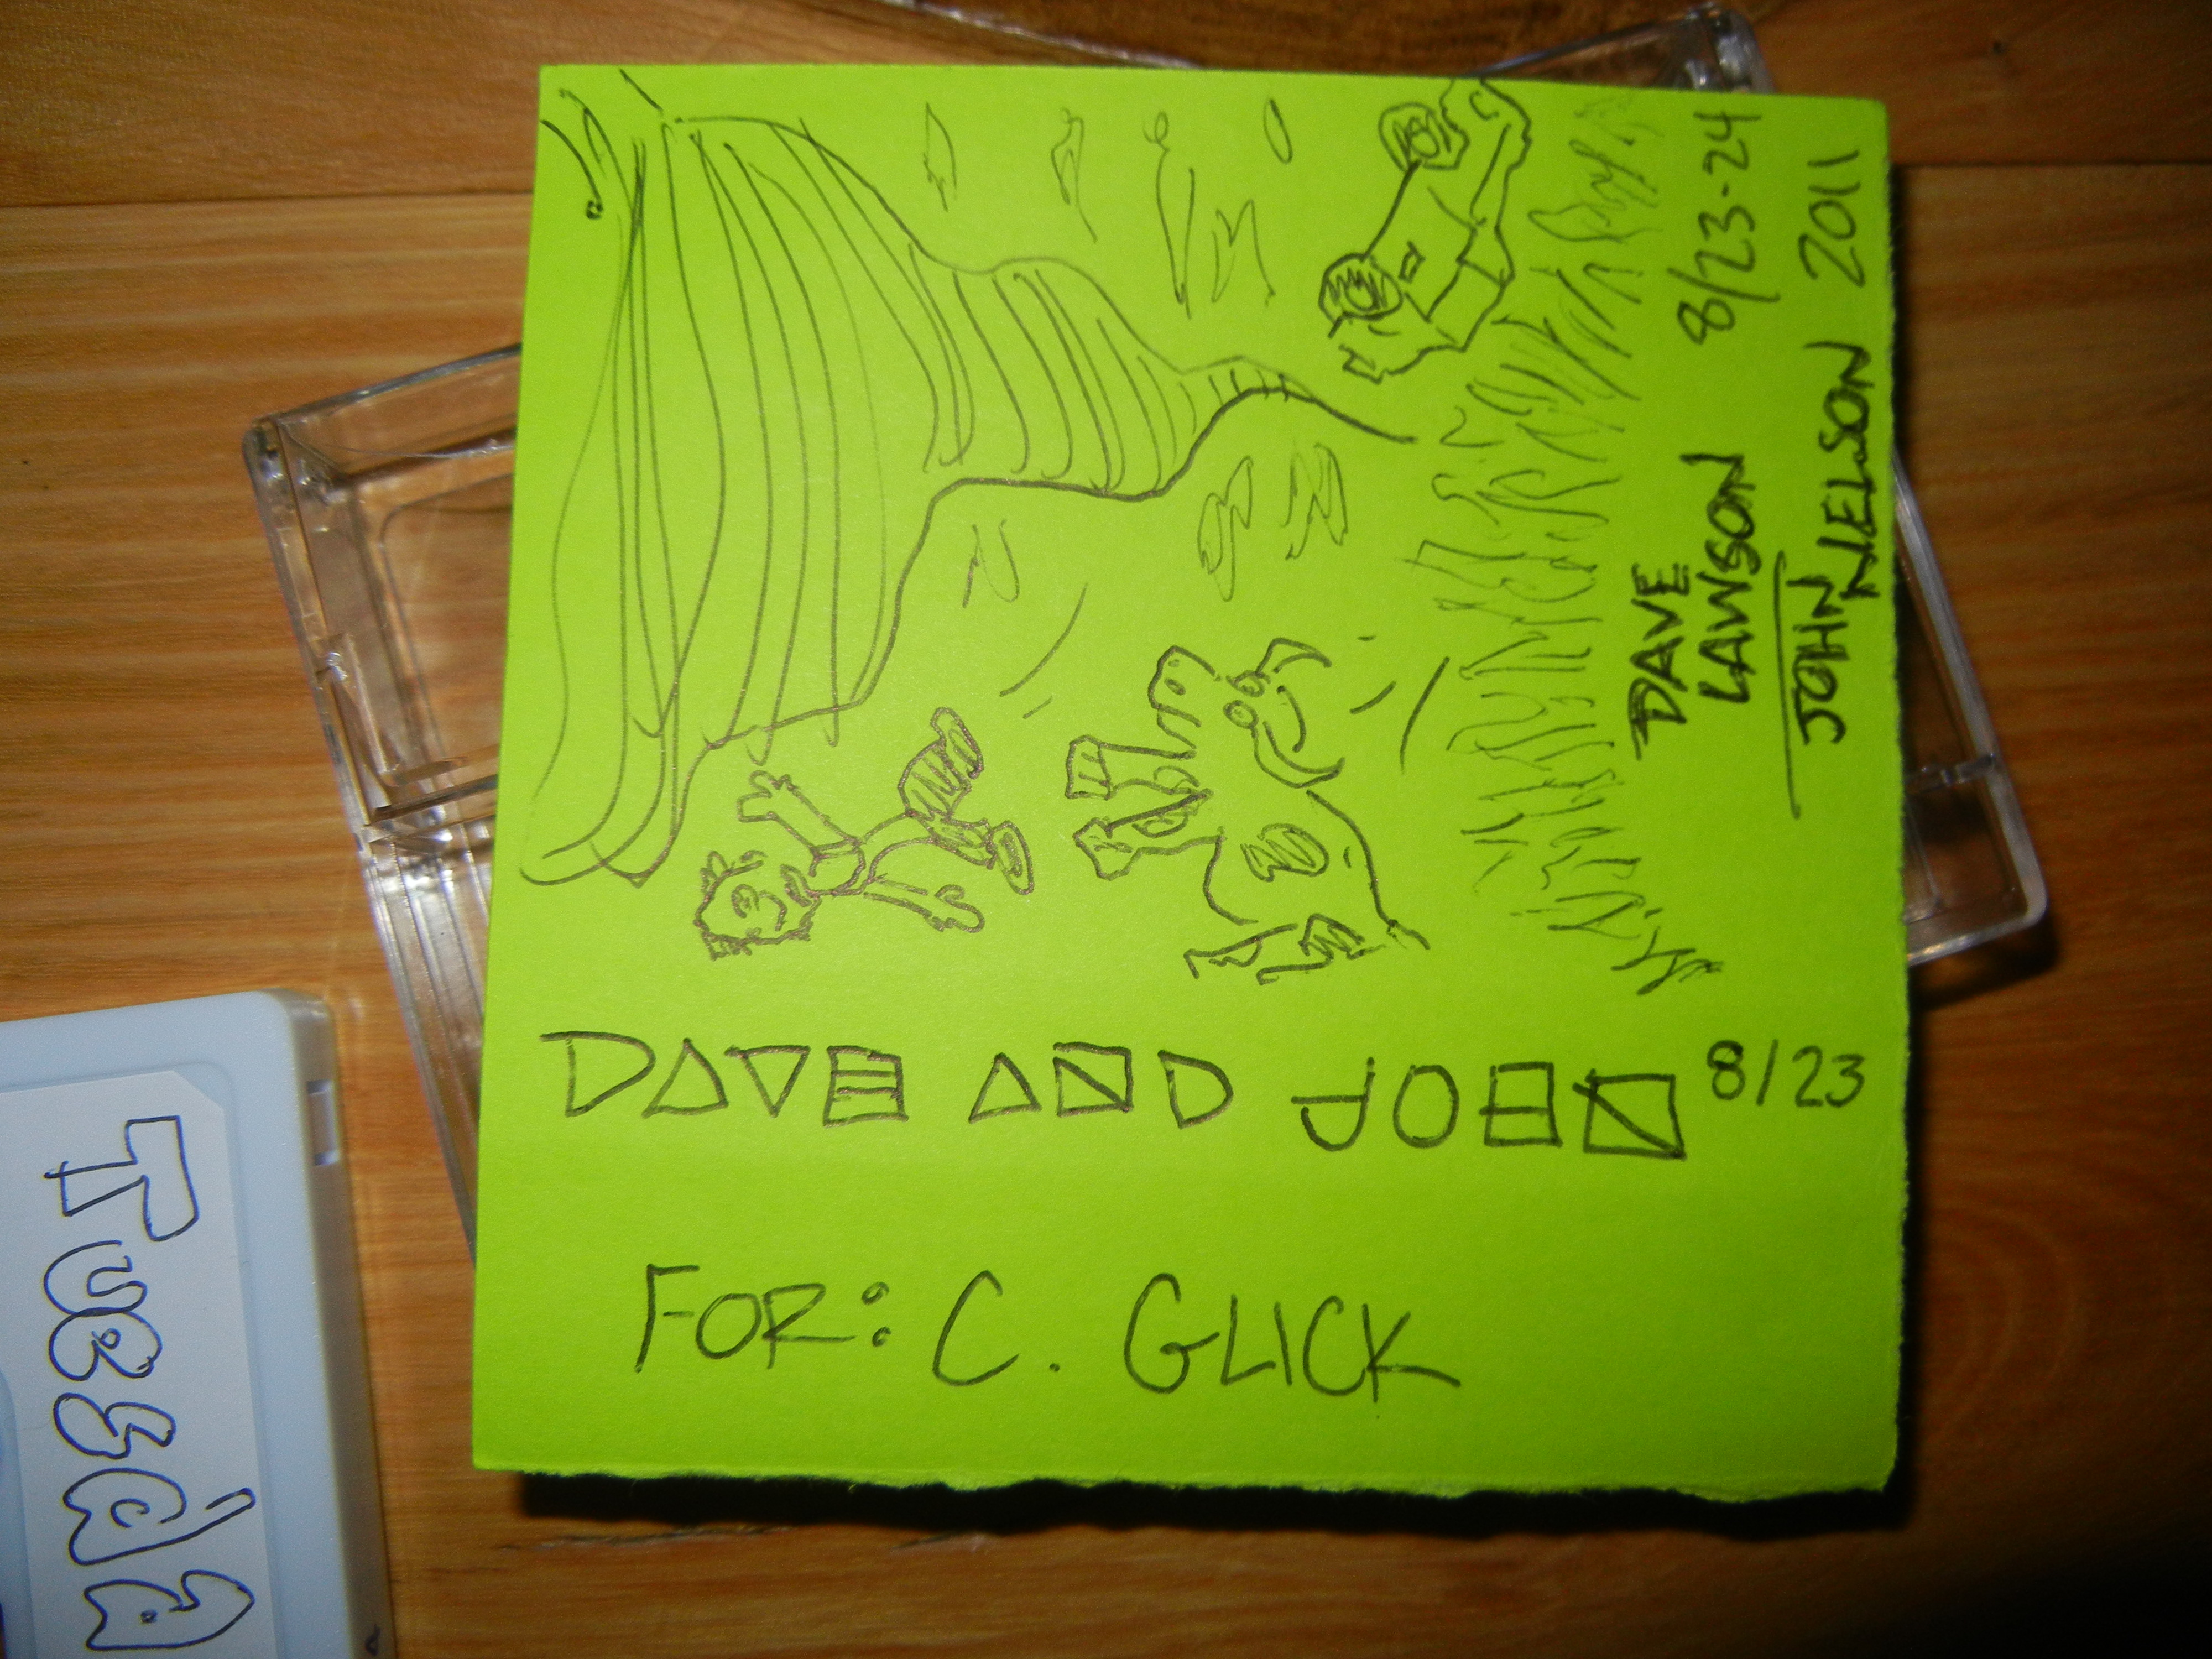 8/23-24
2011
DAVE
LAWSON
JOHN
NELSON
DAVE AND JOHN 8/23
FOR: C. GLICK
Tuesda